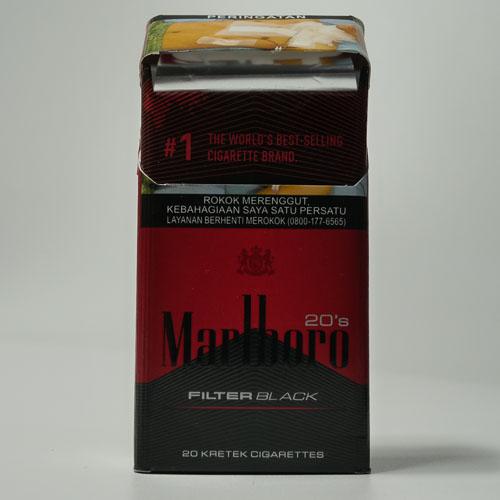 PERINGATAN
#1 THE WORLD'S BEST-SELLING
CIGARETTE BRAND.
ROKOK MERENGGUT
KEBAHAGIAAN SAYA SATU PERSATU
LAYANAN BERHENTI MEROKOK (0800-177-6565)
20's
Marlboro
FILTER BLACK
20 KRETEK CIGARETTES